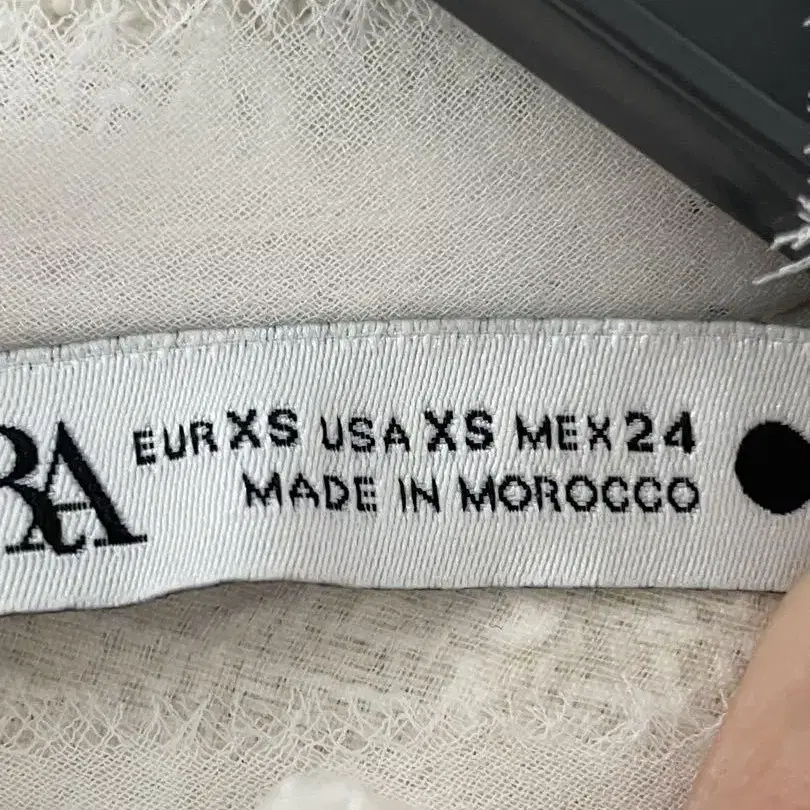 RA
EUR XS USA XS MEX 24
MADE IN MOROCCO